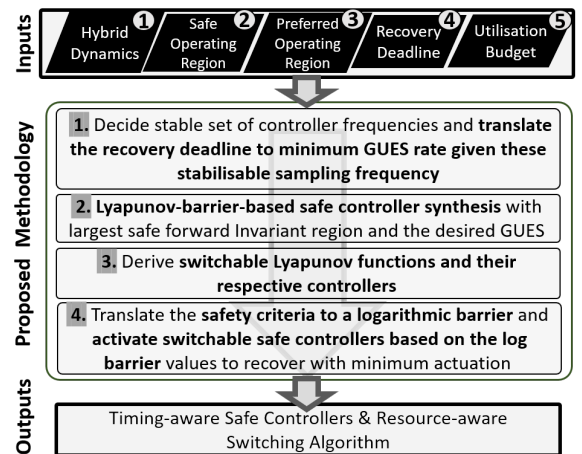 Inputs
1
Hybrid
Dynamics
2
Safe
Operating
Region
3
Preferred
Operating
Region
4
Recovery
Deadline
5
Utilisation
Budget
Proposed Methodology
1. Decide stable set of controller frequencies and translate
the recovery deadline to minimum GUES rate given these
stabilisable sampling frequency
2. Lyapunov-barrier-based safe controller synthesis with
largest safe forward Invariant region and the desired GUES
3. Derive switchable Lyapunov functions and their
respective controllers
4. Translate the safety criteria to a logarithmic barrier and
activate switchable safe controllers based on the log
barrier values to recover with minimum actuation
Outputs
Timing-aware Safe Controllers & Resource-aware
Switching Algorithm